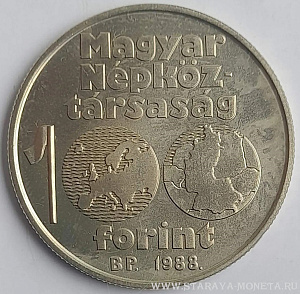 Magyar
Népköz-
társaság
100
forint
BP. 1988.
WWW.STARAYA-MONETA.RU